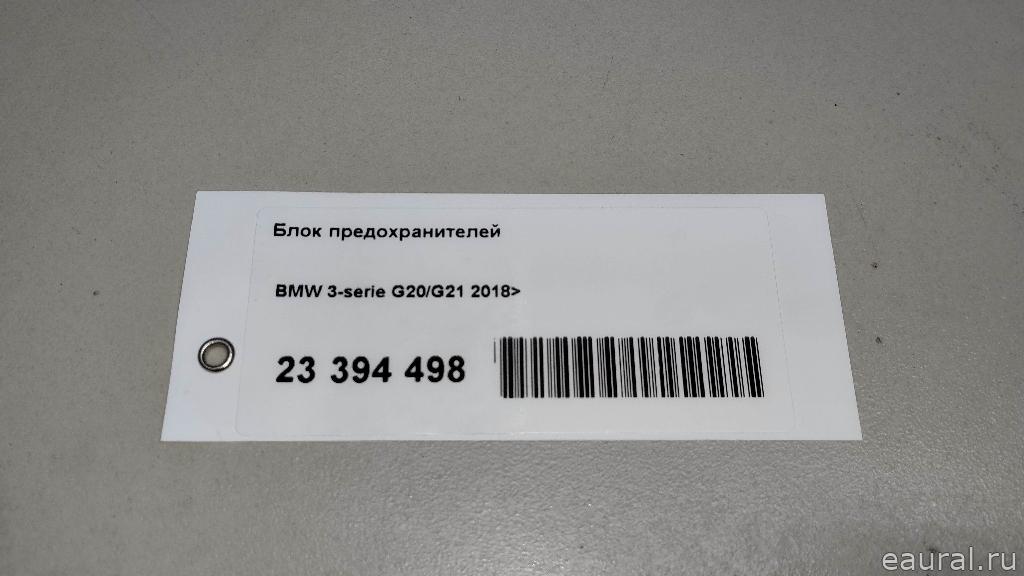 Блок предохранителей
BMW 3-serie G20/G21 2018>
23 394 498
eaural.ru